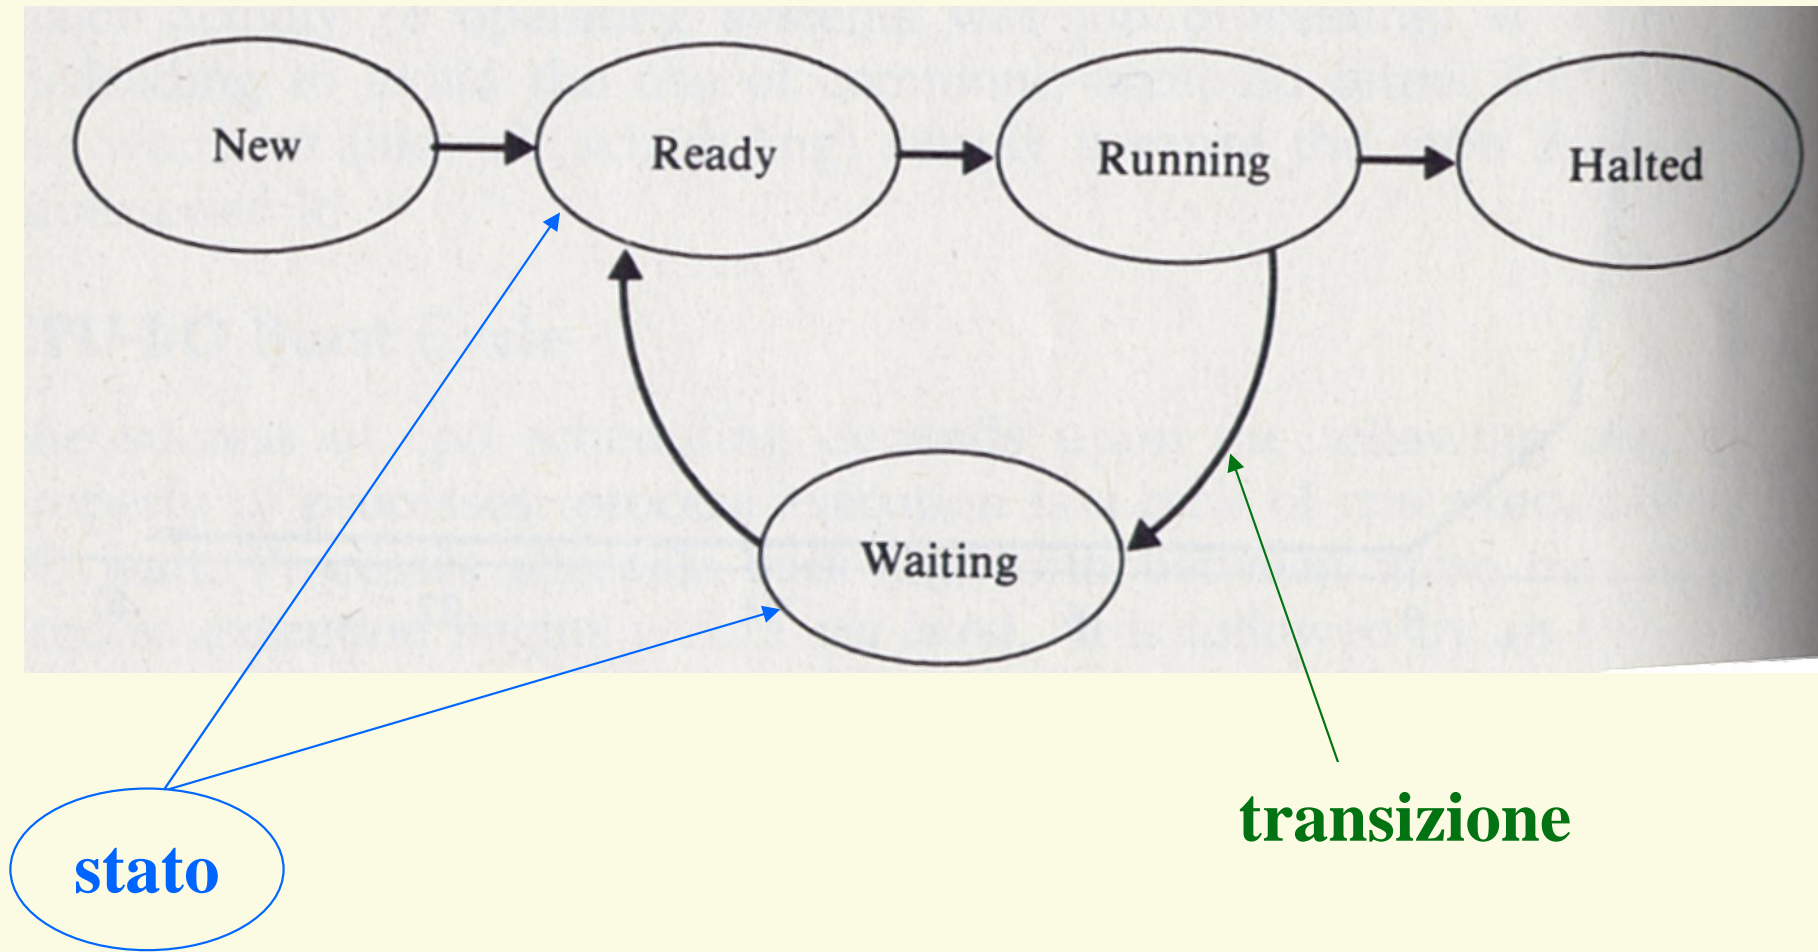 New
Ready
Running
Halted
Waiting
transizione
stato